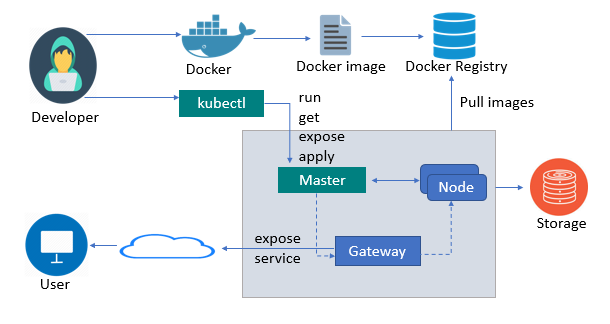 Docker
Docker image
Docker Registry
Developer
kubectl
run
get
expose
apply
Pull images
Master
Node
Storage
expose
service
Gateway
User